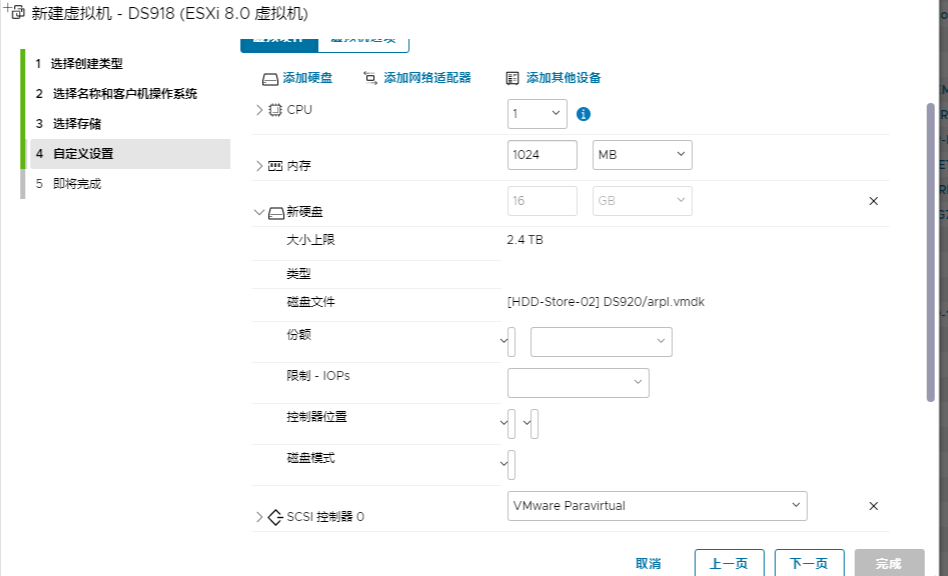 新建虚拟机 - DS918 (ESXi 8.0 虚拟机)
1 选择创建类型
2 选择名称和客户机操作系统
3 选择存储
4 自定义设置
5 即将完成
添加硬盘 添加网络适配器 添加其他设备
CPU 1
内存 1024 MB
新硬盘 16 GB
大小上限 2.4 TB
类型
磁盘文件 [HDD-Store-02] DS920/arpl.vmdk
份额
限制 - IOPs
控制器位置
磁盘模式
SCSI 控制器 0 VMware Paravirtual
取消 上一页 下一页 完成